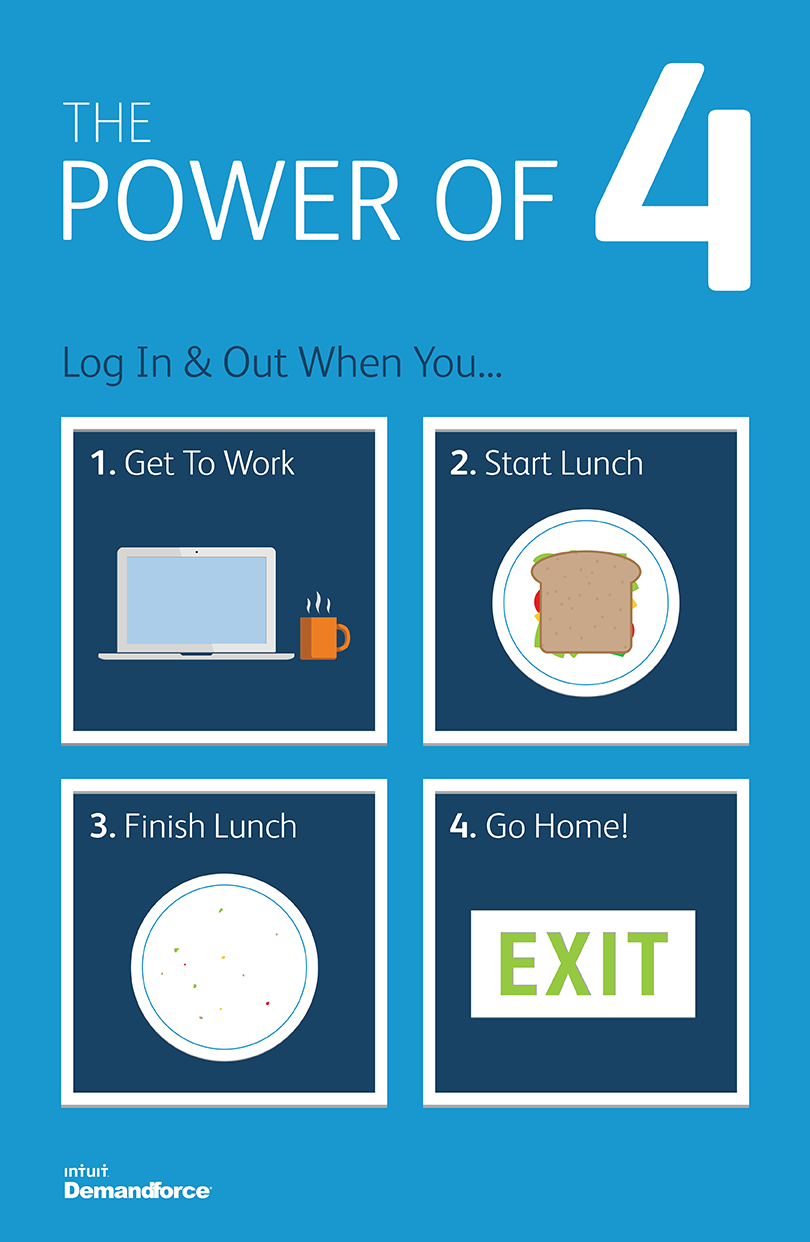 THE
POWER OF 4
Log In & Out When You...
1. Get To Work
2. Start Lunch
3. Finish Lunch
4. Go Home!
EXIT
intuit.
Demandforce